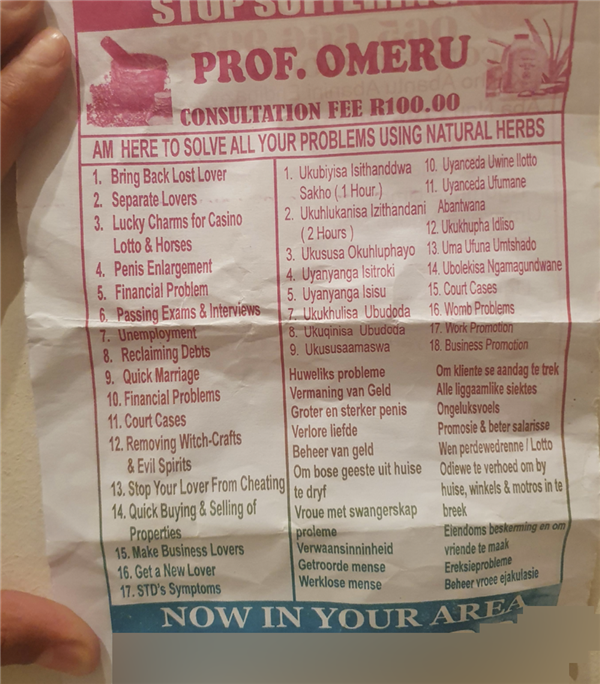 STOP SUFFERING
PROF. OMERU
CONSULTATION FEE R100.00
AM HERE TO SOLVE ALL YOUR PROBLEMS USING NATURAL HERBS
1. Bring Back Lost Lover
2. Separate Lovers
3. Lucky Charms for Casino
Lotto & Horses
4. Penis Enlargement
5. Financial Problem
6. Passing Exams & Interviews
7. Unemployment
8. Reclaiming Debts
9. Quick Marriage
10. Financial Problems
11. Court Cases
12. Removing Witch-Crafts
& Evil Spirits
13. Stop Your Lover From Cheating
14. Quick Buying & Selling of
Properties
15. Make Business Lovers
16. Get a New Lover
17. STD's Symptoms
1. Ukubiyisa Isithanddwa
Sakho ( 1 Hour )
2. Ukuhlukanisa Izithandani
( 2 Hours )
3. Ukususa Okuhluphayo
4. Uyanyanga Isitroki
5. Uyanyanga Isisu
7. Ukukhulisa Ubudoda
8. Ukuqinisa Ubudoda
9. Ukususaamaswa
10. Uyanceda Uwine Ilotto
11. Uyanceda Ufumane
Abantwana
12. Ukukhupha Idliso
13. Uma Ufuna Umtshado
14. Ubolekisa Ngamagundwane
15. Court Cases
16. Womb Problems
17. Work Promotion
18. Business Promotion
Huweliks probleme
Vermaning van Geld
Groter en sterker penis
Verlore liefde
Beheer van geld
Om bose geeste uit huise
te dryf
Vroue met swangerskap
proleme
Verwaansinninheid
Getroorde mense
Werklose mense
Om kliente se aandag te trek
Alle liggaamlike siektes
Ongeluksvoels
Promosie & beter salarisse
Wen perdewedrenne / Lotto
Odiewe te verhoed om by
huise, winkels & motros in te
breek
Eiendoms beskerming en om
vriende te maak
Ereksieprobleme
Beheer vroee ejakulasie
NOW IN YOUR AREA